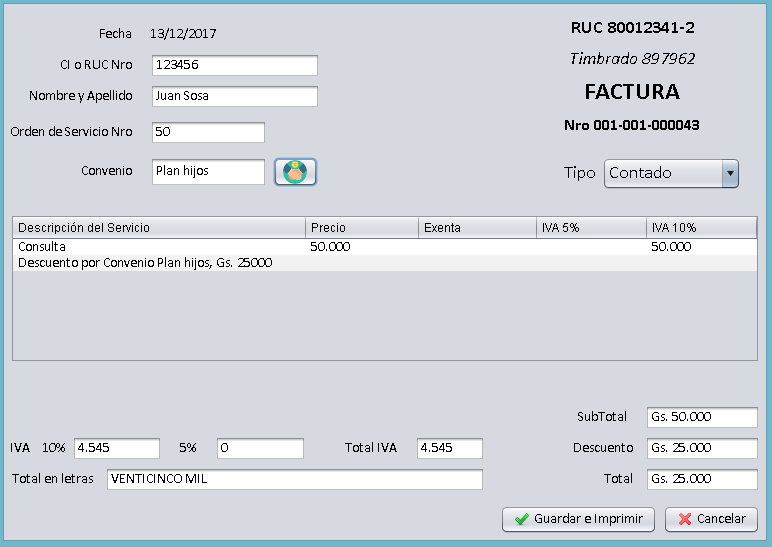 Fecha 13/12/2017
RUC 80012341-2
CI o RUC Nro 123456
Timbrado 897962
Nombre y Apellido Juan Sosa
FACTURA
Orden de Servicio Nro 50
Nro 001-001-000043
Convenio Plan hijos
Tipo Contado
Descripción del Servicio Precio Exenta IVA 5% IVA 10%
Consulta 50.000 50.000
Descuento por Convenio Plan hijos, Gs. 25000
SubTotal Gs. 50.000
IVA 10% 4.545 5% 0 Total IVA 4.545 Descuento Gs. 25.000
Total en letras VENTICINCO MIL Total Gs. 25.000
Guardar e Imprimir Cancelar